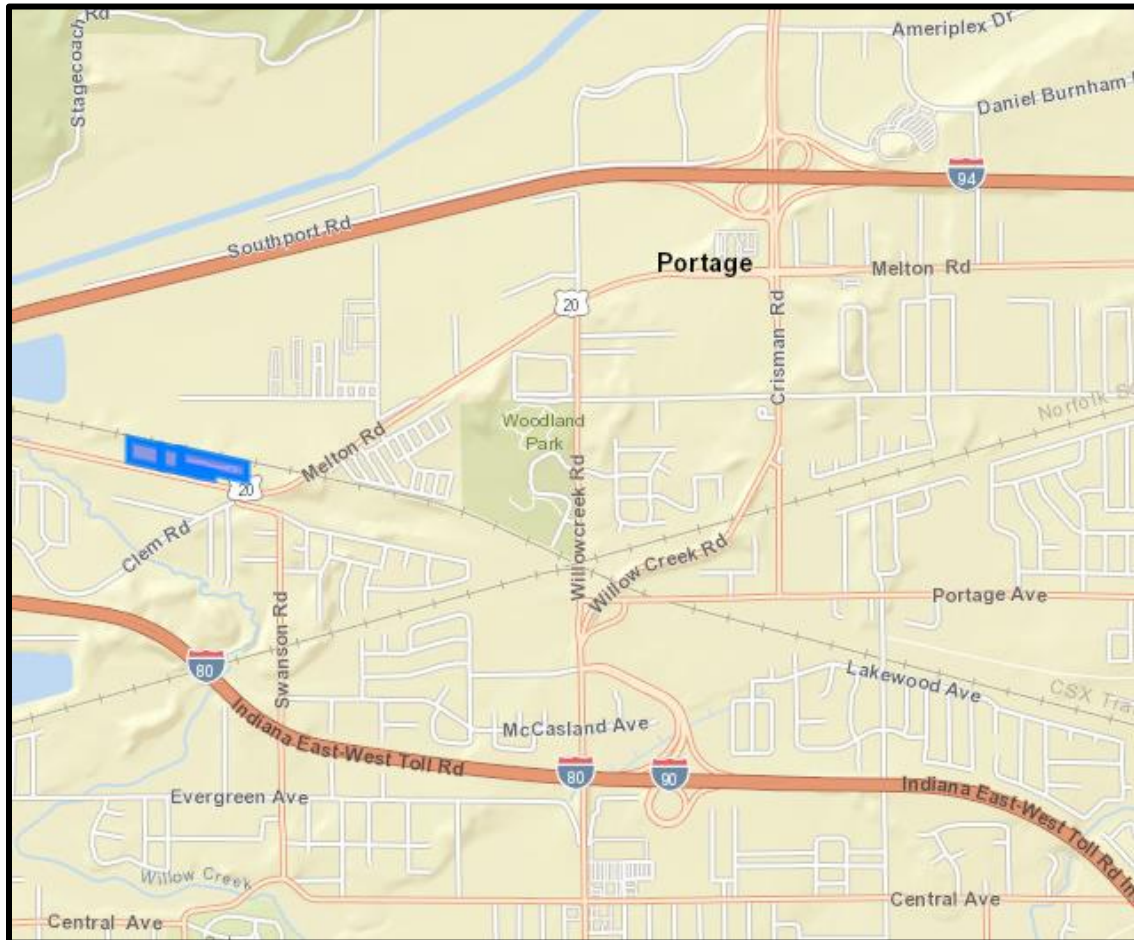 Rd
Stagecoach
Ameriplex Dr
Daniel Burnham
94
Southport Rd
Portage
Melton Rd
20
Crisman Rd
Norfolk
Woodland
Park
Melton Rd
20
Willowcreek Rd
Clem Rd
Willow Creek Rd
Portage Ave
Swanson Rd
80
Lakewood Ave
CSX
McCasland Ave
Indiana East-West Toll Rd
80
90
Indiana East-West Toll Rd
Evergreen Ave
Willow Creek
Central Ave
Central Ave